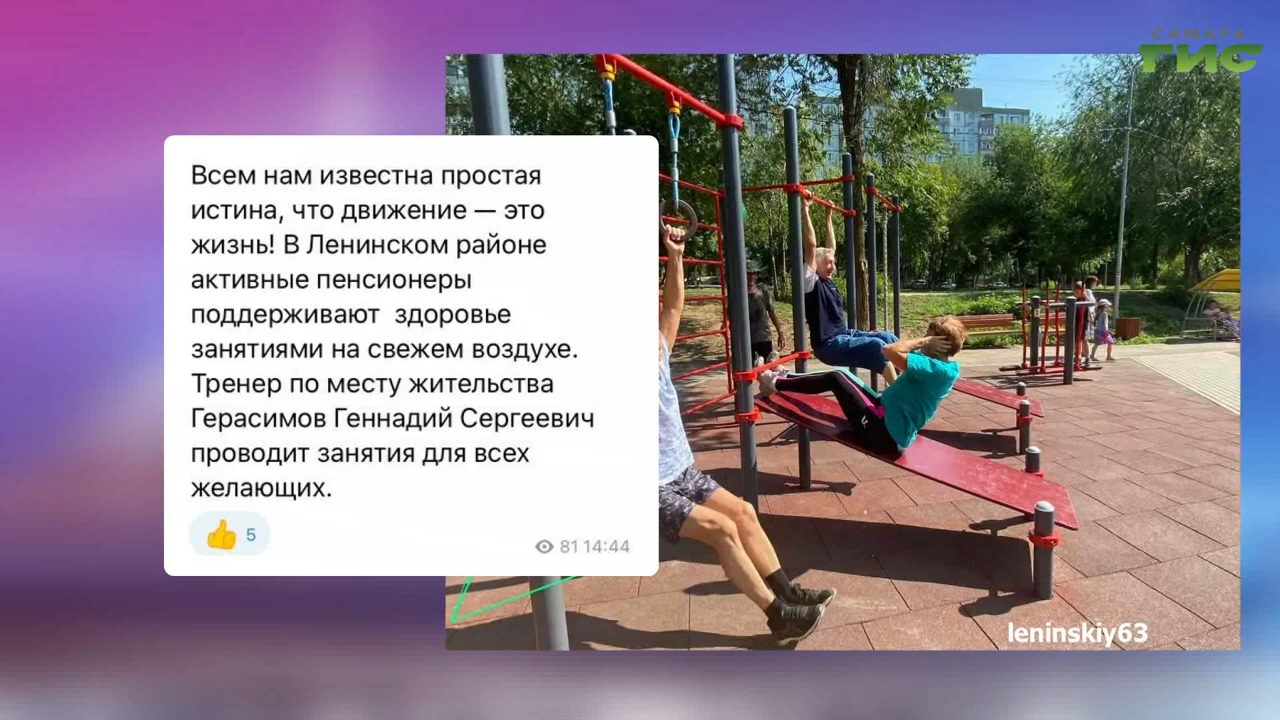 САМАРА
ГИС
Всем нам известна простая
истина, что движение — это
жизнь! В Ленинском районе
активные пенсионеры
поддерживают  здоровье
занятиями на свежем воздухе.
Тренер по месту жительства
Герасимов Геннадий Сергеевич
проводит занятия для всех
желающих.
5
81 14:44
leninskiy63